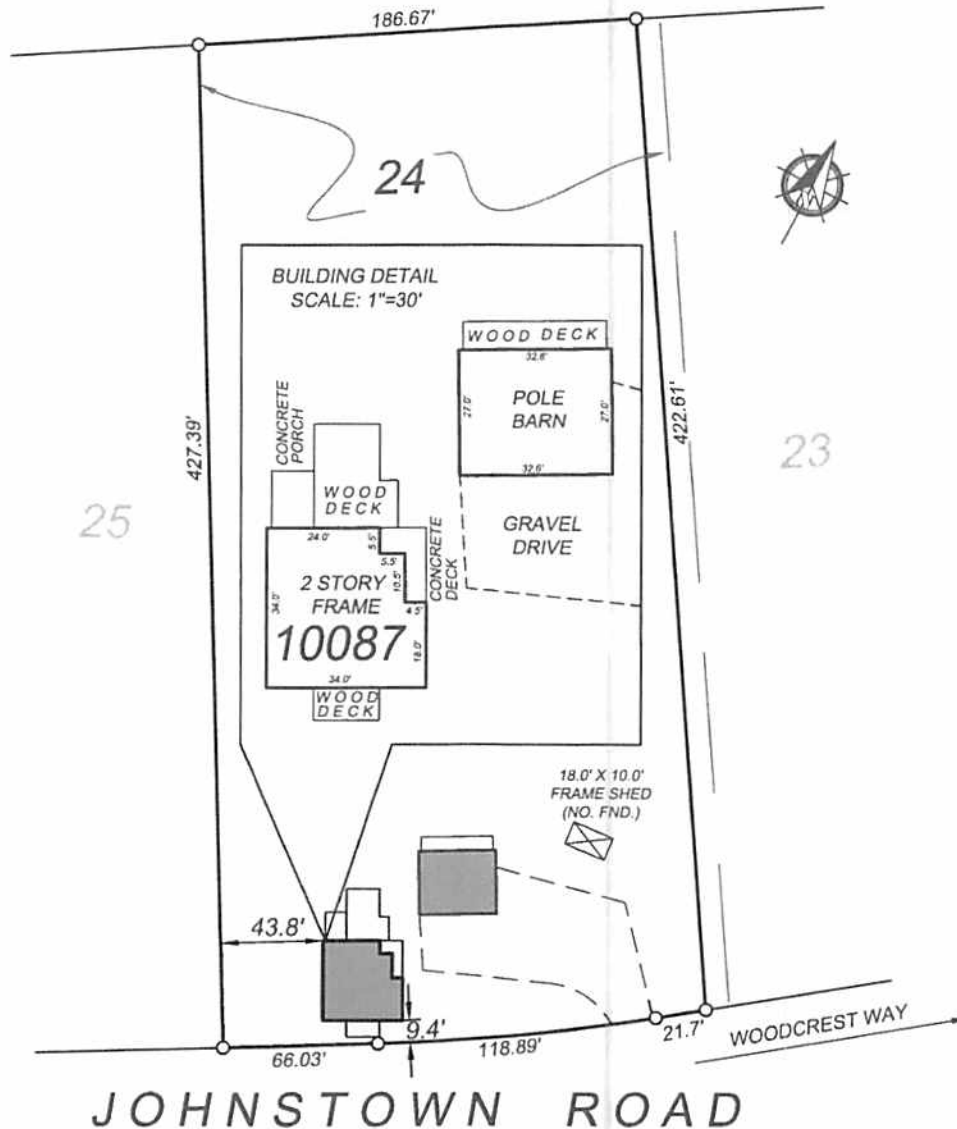 186.67'
24
BUILDING DETAIL
SCALE: 1"=30'
WOOD DECK
32.6'
POLE
BARN
27.0'
27.0'
32.6'
422.61'
427.39'
23
25
CONCRETE
PORCH
WOOD
DECK
GRAVEL
DRIVE
24.0'
5.5'
5.5'
10.5'
4.5'
CONCRETE
DECK
2 STORY
FRAME
10087
34.0'
18.0'
34.0'
WOOD
DECK
18.0' X 10.0'
FRAME SHED
(NO. FND.)
43.8'
9.4'
66.03'
118.89'
21.7'
WOODCREST WAY
JOHNSTOWN ROAD